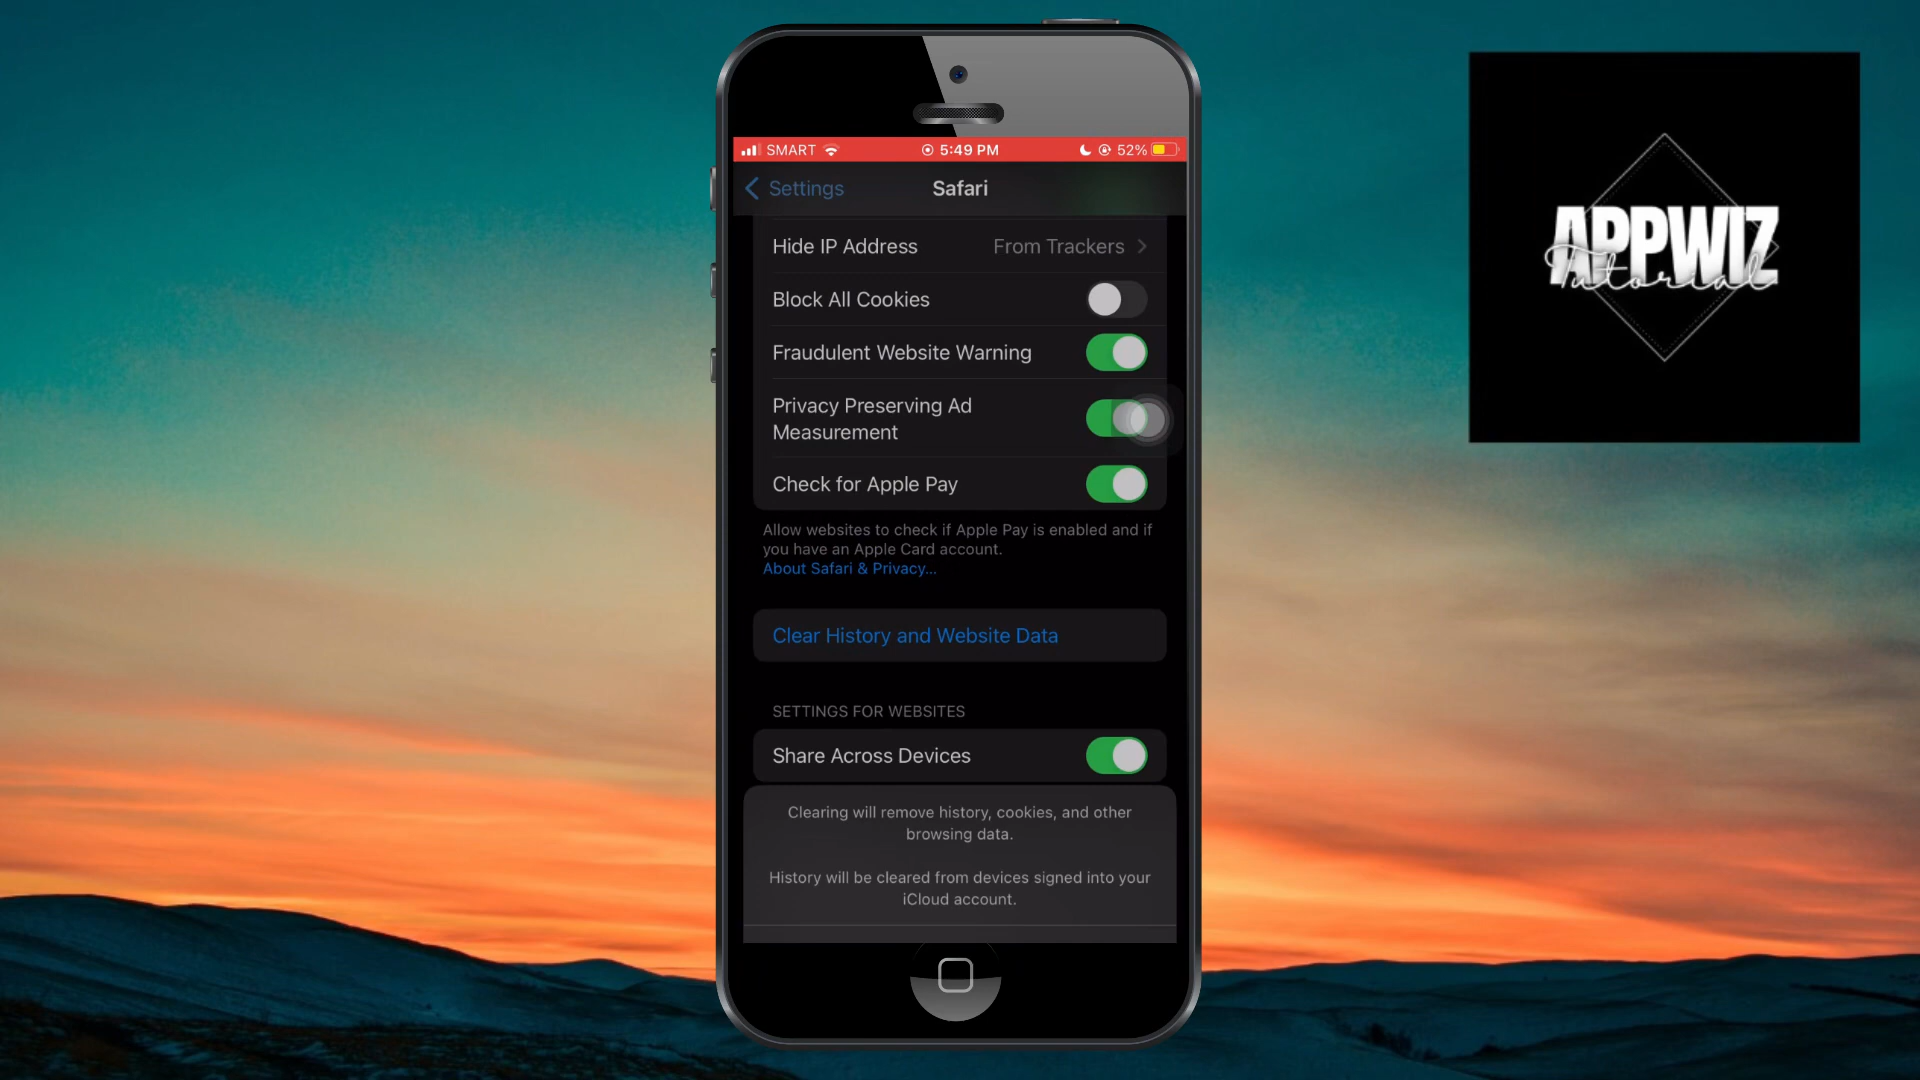 SMART 5:49 PM 52%
Settings Safari
Hide IP Address From Trackers
Block All Cookies
Fraudulent Website Warning
Privacy Preserving Ad
Measurement
Check for Apple Pay
Allow websites to check if Apple Pay is enabled and if
you have an Apple Card account.
About Safari & Privacy...
Clear History and Website Data
SETTINGS FOR WEBSITES
Share Across Devices
Clearing will remove history, cookies, and other
browsing data.
History will be cleared from devices signed into your
iCloud account.
APPWIZ
Tutorial